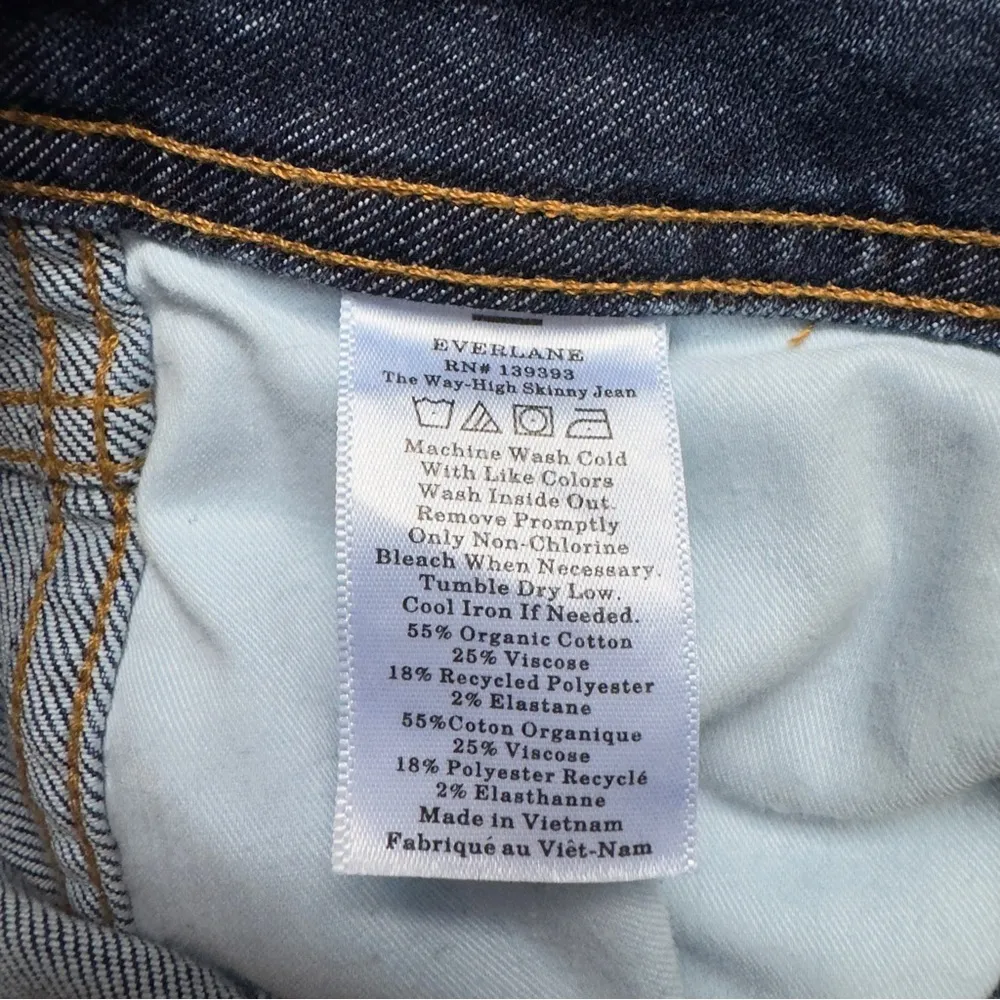 EVERLANE
RN# 139393
The Way-High Skinny Jean
Machine Wash Cold
With Like Colors
Wash Inside Out.
Remove Promptly
Only Non-Chlorine
Bleach When Necessary.
Tumble Dry Low.
Cool Iron If Needed.
55% Organic Cotton
25% Viscose
18% Recycled Polyester
2% Elastane
55%Coton Organique
25% Viscose
18% Polyester Recyclé
2% Elasthanne
Made in Vietnam
Fabriqué au Viêt-Nam